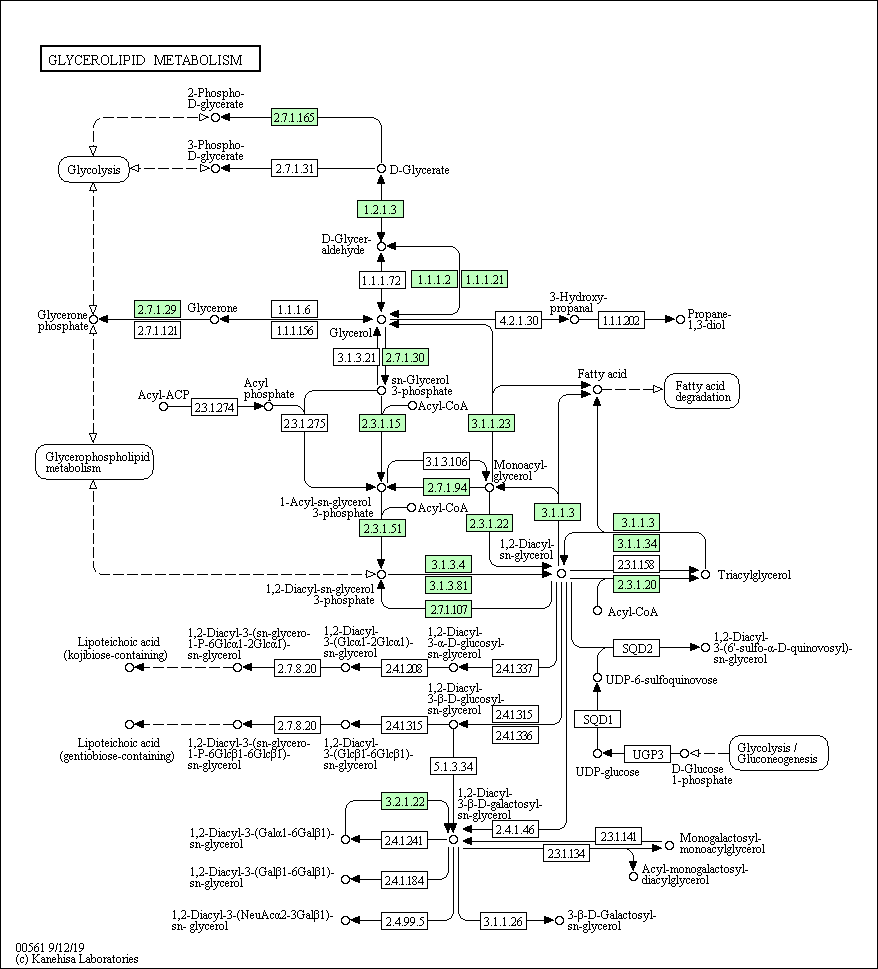 GLYCEROLIPID METABOLISM
2-Phospho-
D-glycerate
2.7.1.165
3-Phospho-
D-glycerate
Glycolysis
2.7.1.31
D-Glycerate
1.2.1.3
D-Glycer-
aldehyde
1.1.1.72
1.1.1.2
1.1.1.21
Glycerone
phosphate
2.7.1.29
2.7.1.121
Glycerone
1.1.1.6
1.1.1.156
Glycerol
4.2.1.30
3-Hydroxy-
propanal
1.1.1.202
Propane-
1,3-diol
3.1.3.21
2.7.1.30
sn-Glycerol
3-phosphate
Fatty acid
Fatty acid
degradation
Acyl-ACP
2.3.1.274
Acyl
phosphate
2.3.1.275
Acyl-CoA
2.3.1.15
3.1.1.23
Glycerophospholipid
metabolism
3.1.3.106
Monoacyl-
glycerol
2.7.1.94
1-Acyl-sn-glycerol
3-phosphate
Acyl-CoA
2.3.1.51
2.3.1.22
3.1.1.3
3.1.1.3
3.1.1.34
1,2-Diacyl-
sn-glycerol
2.3.1.158
2.3.1.20
Triacylglycerol
3.1.3.4
3.1.3.81
2.7.1.107
1,2-Diacyl-sn-glycerol
3-phosphate
Acyl-CoA
Lipoteichoic acid
(kojibiose-containing)
1,2-Diacyl-3-(sn-glycero-
1-P-6Glcα1-2Glcα1)-
sn-glycerol
2.7.8.20
1,2-Diacyl-
3-(Glcα1-2Glcα1)-
sn-glycerol
2.4.1.208
1,2-Diacyl-
3-α-D-glucosyl-
sn-glycerol
2.4.1.337
SQD2
1,2-Diacyl-
3-(6'-sulfo-α-D-quinovosyl)-
sn-glycerol
UDP-6-sulfoquinovose
1,2-Diacyl-
3-β-D-glucosyl-
sn-glycerol
2.7.8.20
2.4.1.315
2.4.1.315
2.4.1.336
SQD1
Lipoteichoic acid
(gentiobiose-containing)
1,2-Diacyl-3-(sn-glycero-
1-P-6Glcβ1-6Glcβ1)-
sn-glycerol
1,2-Diacyl-
3-(Glcβ1-6Glcβ1)-
sn-glycerol
5.1.3.34
UDP-glucose
UGP3
D-Glucose
1-phosphate
Glycolysis /
Gluconeogenesis
3.2.1.22
1,2-Diacyl-
3-β-D-galactosyl-
sn-glycerol
2.4.1.46
1,2-Diacyl-3-(Galα1-6Galβ1)-
sn-glycerol
2.4.1.241
2.3.1.141
2.3.1.134
Monogalactosyl-
monoacylglycerol
Acyl-monogalactosyl-
diacylglycerol
1,2-Diacyl-3-(Galβ1-6Galβ1)-
sn-glycerol
2.4.1.184
1,2-Diacyl-3-(NeuAcα2-3Galβ1)-
sn- glycerol
2.4.99.5
3.1.1.26
3-β-D-Galactosyl-
sn-glycerol
00561 9/12/19
(c) Kanehisa Laboratories